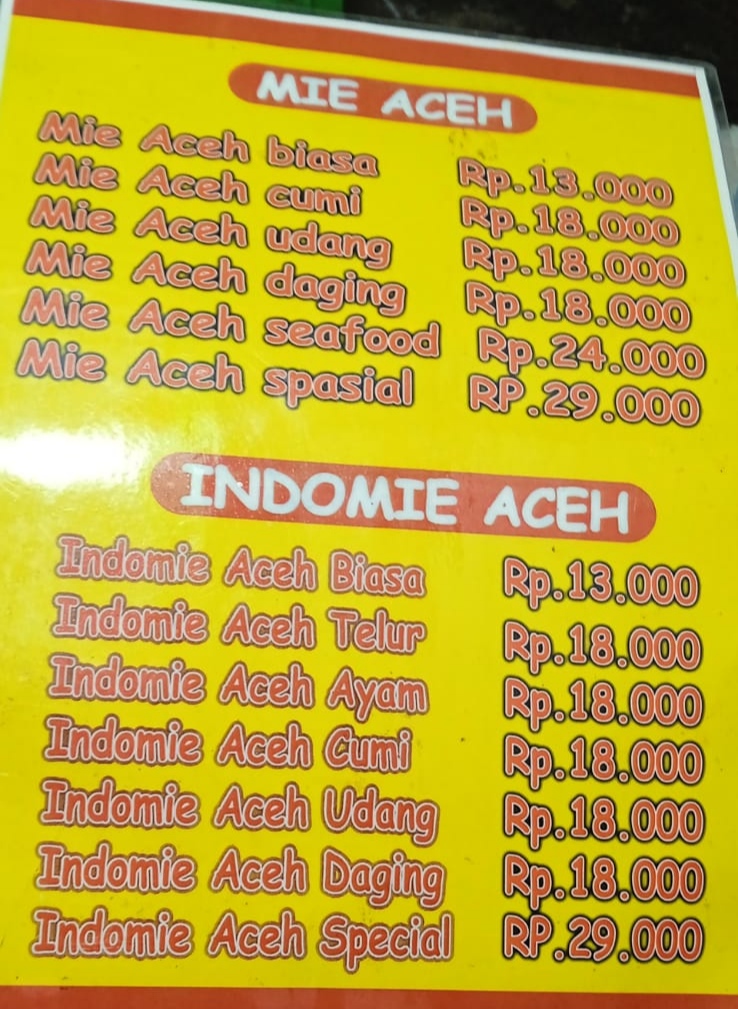 MIE ACEH
Mie Aceh biasa Rp.13.000
Mie Aceh cumi Rp.18.000
Mie Aceh udang Rp.18.000
Mie Aceh daging Rp.18.000
Mie Aceh seafood Rp.24.000
Mie Aceh spasial RP.29.000
INDOMIE ACEH
Indomie Aceh Biasa Rp.13.000
Indomie Aceh Telur Rp.18.000
Indomie Aceh Ayam Rp.18.000
Indomie Aceh Cumi Rp.18.000
Indomie Aceh Udang Rp.18.000
Indomie Aceh Daging Rp.18.000
Indomie Aceh Special RP.29.000